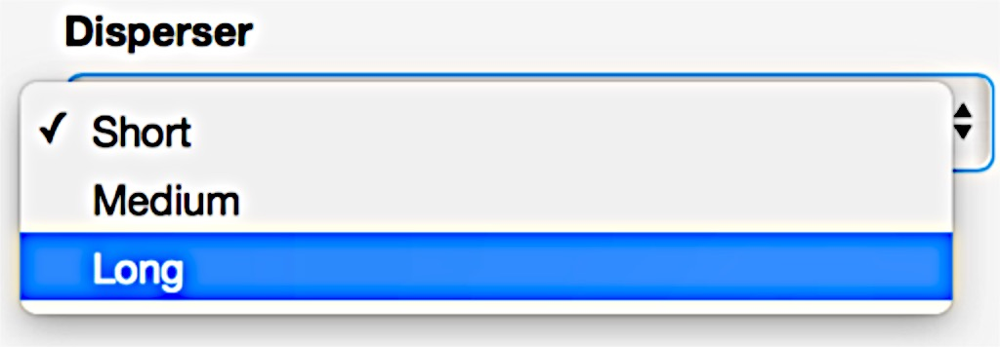 Disperser
✓ Short
Medium
Long